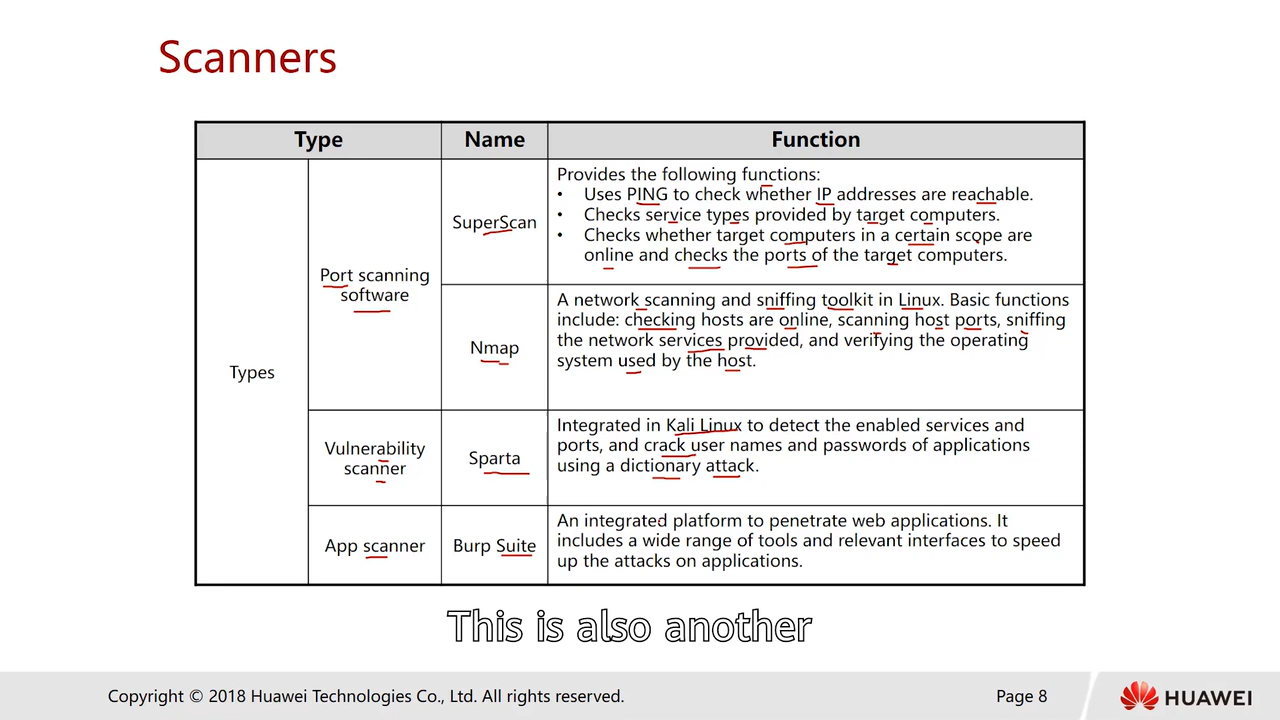 Scanners
Type
Name
Function
Types
Port scanning
software
SuperScan
Provides the following functions:
• Uses PING to check whether IP addresses are reachable.
• Checks service types provided by target computers.
• Checks whether target computers in a certain scope are
online and checks the ports of the target computers.
Nmap
A network scanning and sniffing toolkit in Linux. Basic functions
include: checking hosts are online, scanning host ports, sniffing
the network services provided, and verifying the operating
system used by the host.
Vulnerability
scanner
Sparta
Integrated in Kali Linux to detect the enabled services and
ports, and crack user names and passwords of applications
using a dictionary attack.
App scanner
Burp Suite
An integrated platform to penetrate web applications. It
includes a wide range of tools and relevant interfaces to speed
up the attacks on applications.
This is also another
Copyright © 2018 Huawei Technologies Co., Ltd. All rights reserved.
Page 8
HUAWEI